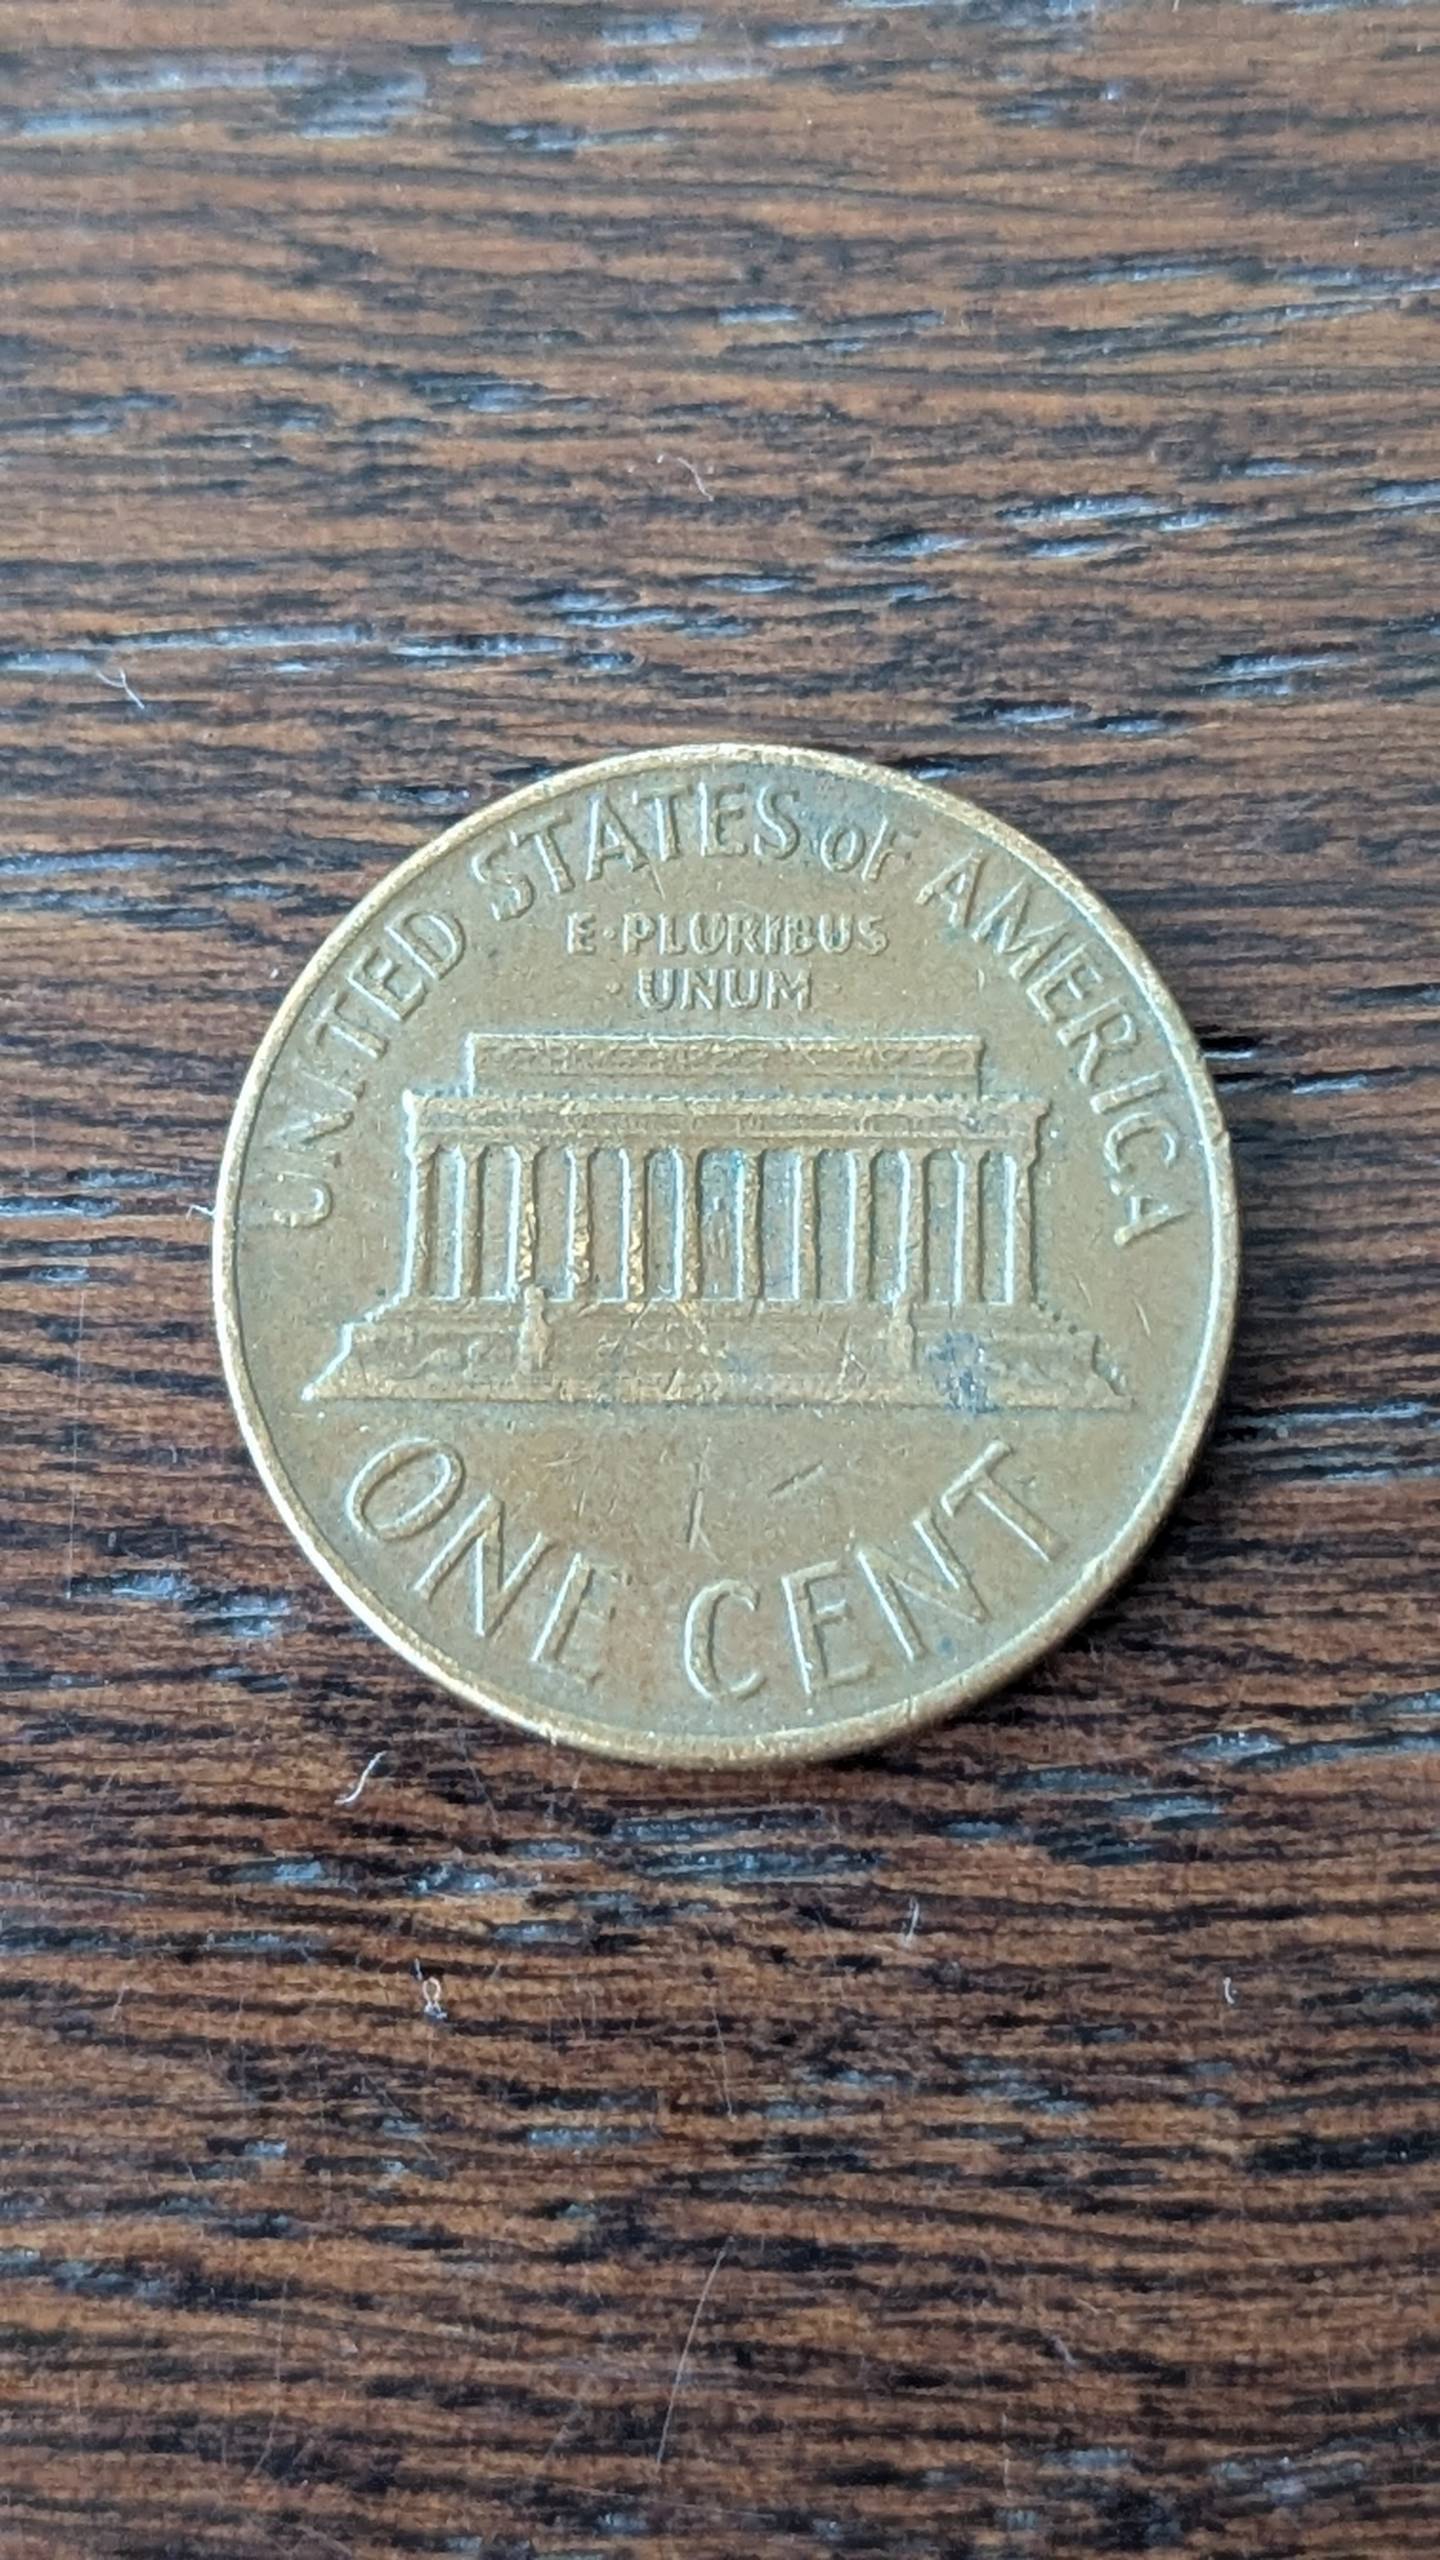 UNITED STATES oF AMERICA
E·PLURIBUS
·UNUM·
ONE CENT